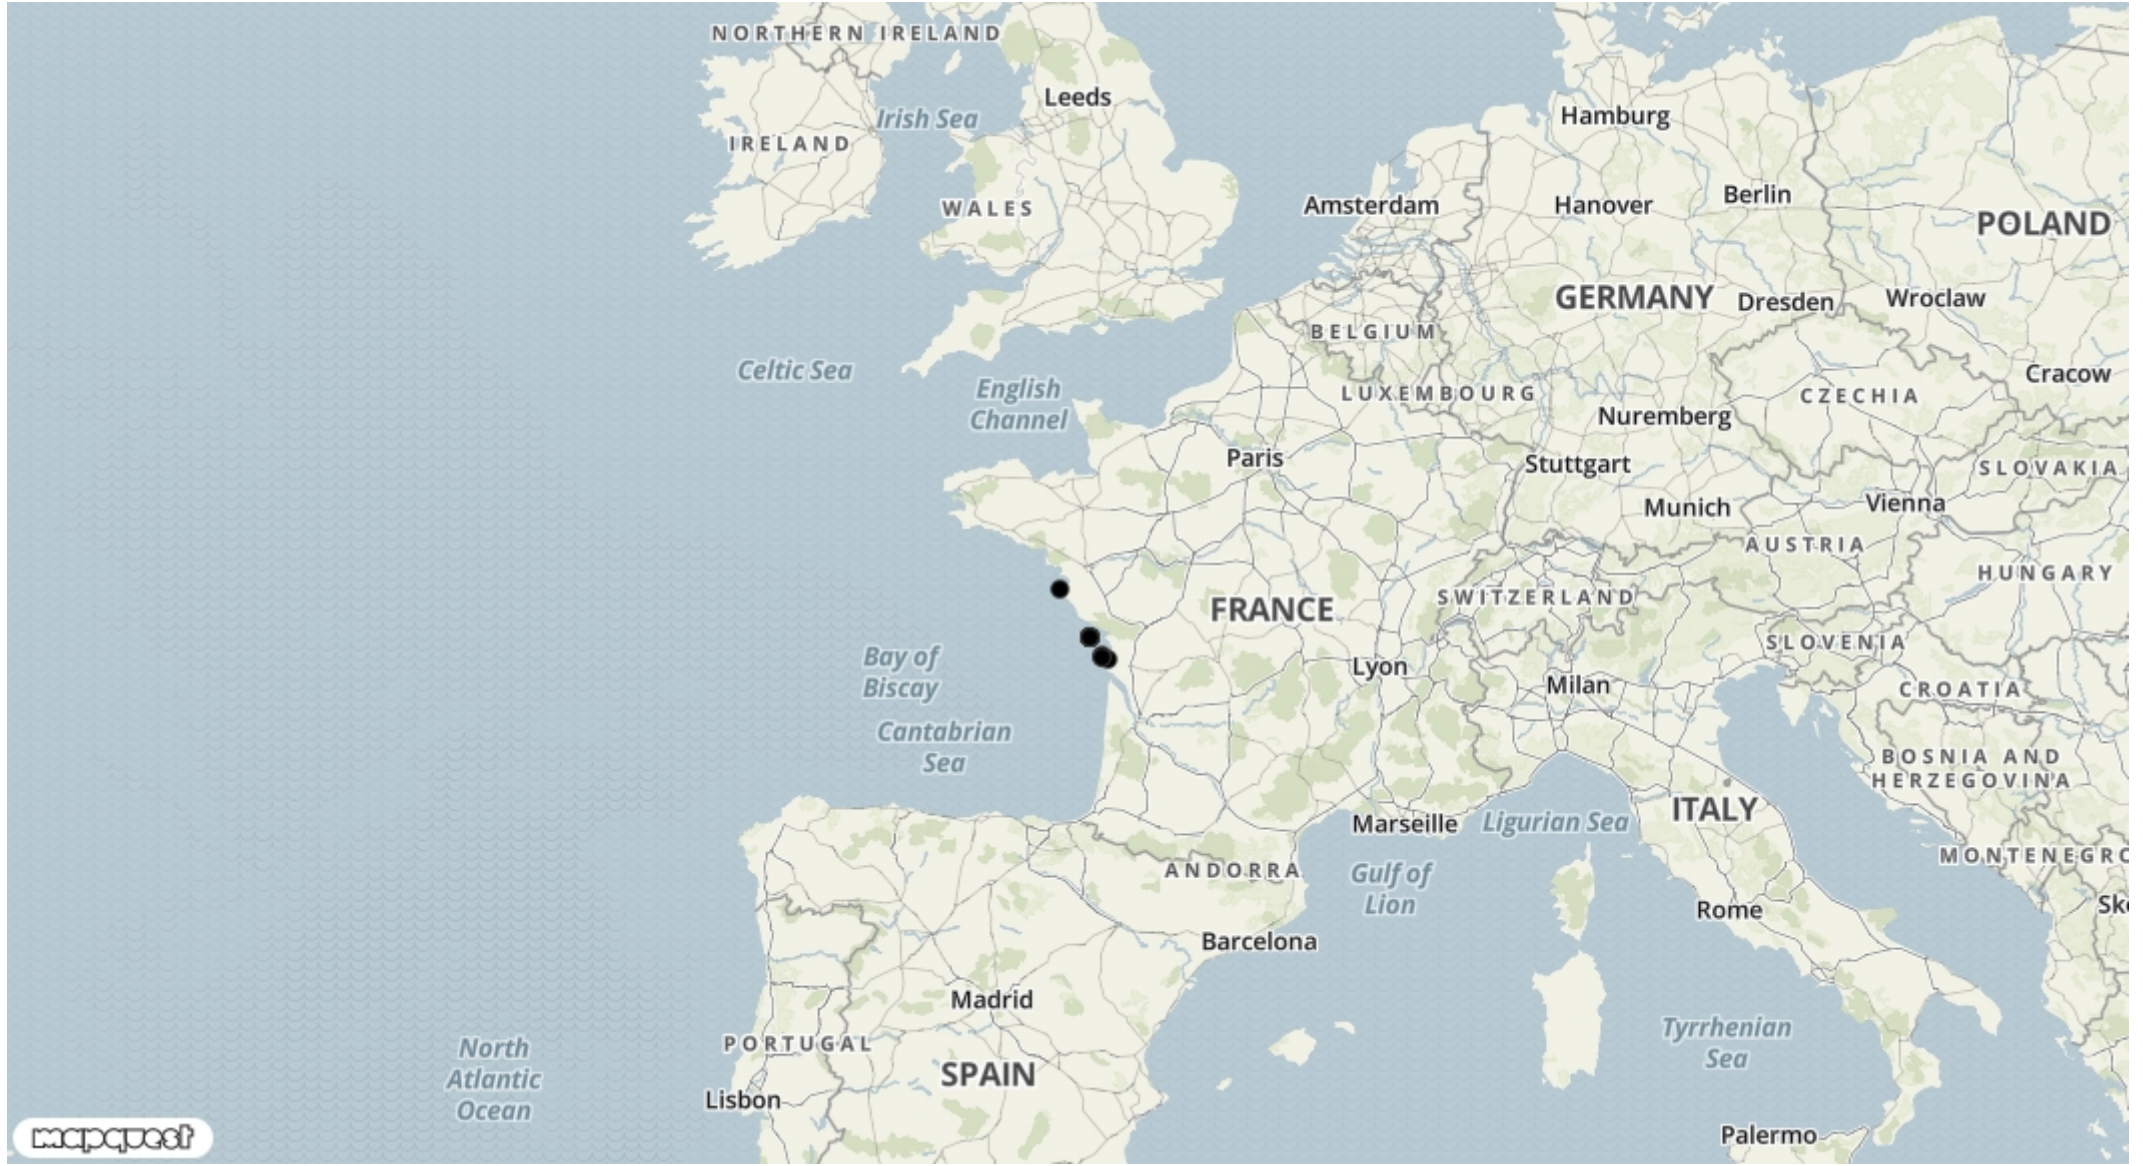 NORTHERN IRELAND
Leeds
Irish Sea
IRELAND
Hamburg
WALES
Amsterdam
Hanover
Berlin
POLAND
GERMANY
Dresden
Wroclaw
BELGIUM
Celtic Sea
English
Channel
LUXEMBOURG
Cracow
CZECHIA
Nuremberg
Paris
Stuttgart
SLOVAKIA
Munich
Vienna
AUSTRIA
HUNGARY
SWITZERLAND
FRANCE
SLOVENIA
Bay of
Biscay
Lyon
Milan
CROATIA
Cantabrian
Sea
BOSNIA AND
HERZEGOVINA
ITALY
Marseille
Ligurian Sea
MONTENEGRO
ANDORRA
Gulf of
Lion
Rome
Sk
Barcelona
Madrid
Tyrrhenian
Sea
PORTUGAL
North
Atlantic
Ocean
SPAIN
Lisbon
Palermo
mapquest